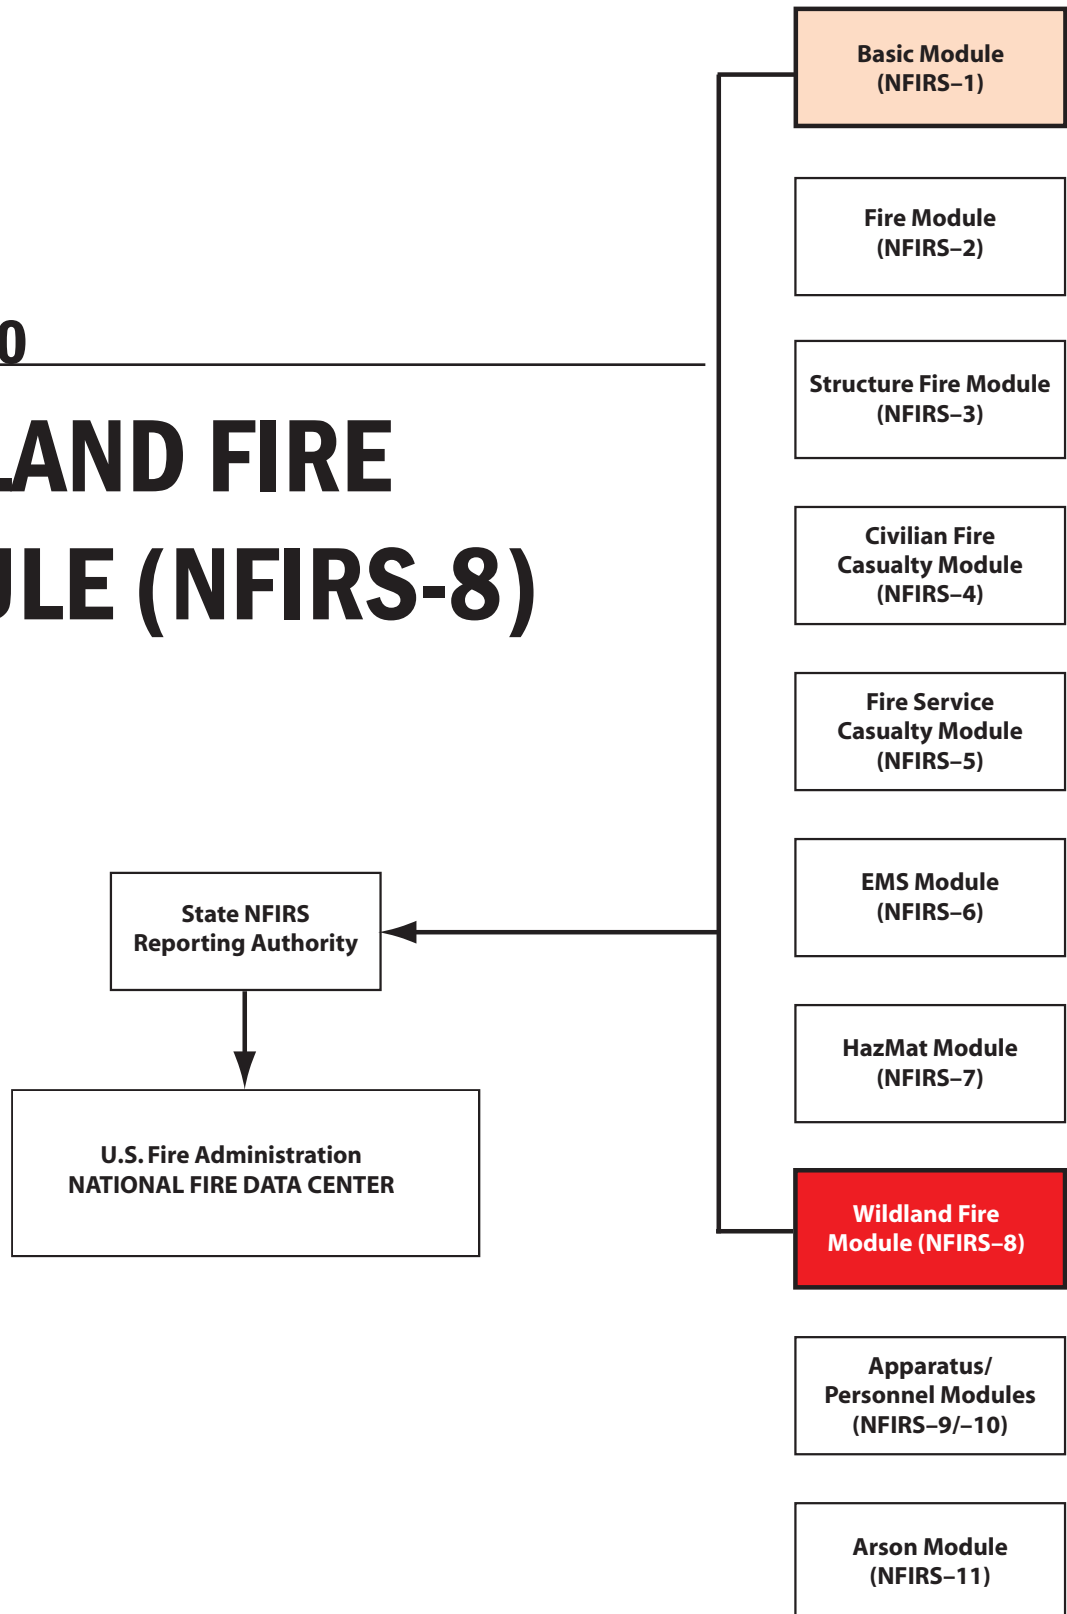 0
LAND FIRE
ULE (NFIRS-8)
State NFIRS
Reporting Authority
U.S. Fire Administration
NATIONAL FIRE DATA CENTER
Basic Module
(NFIRS–1)
Fire Module
(NFIRS–2)
Structure Fire Module
(NFIRS–3)
Civilian Fire
Casualty Module
(NFIRS–4)
Fire Service
Casualty Module
(NFIRS–5)
EMS Module
(NFIRS–6)
HazMat Module
(NFIRS–7)
Wildland Fire
Module (NFIRS–8)
Apparatus/
Personnel Modules
(NFIRS–9/–10)
Arson Module
(NFIRS–11)